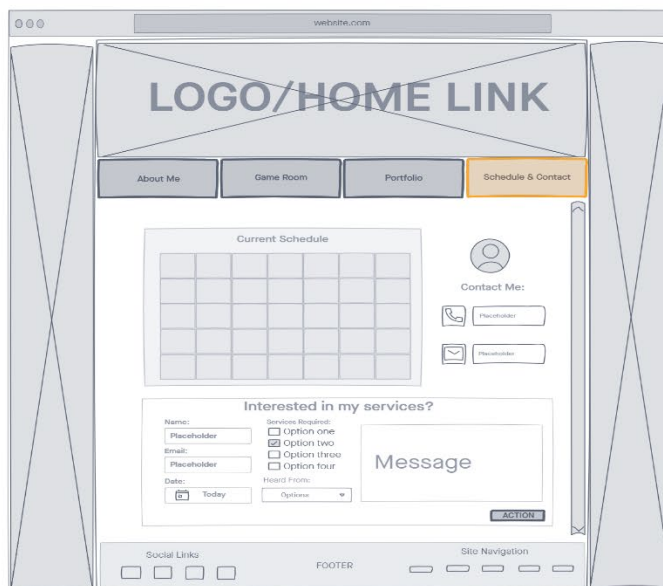 website.com
LOGO/HOME LINK
About Me
Game Room
Portfolio
Schedule & Contact
Current Schedule
Contact Me:
Placeholder
Placeholder
Interested in my services?
Name:
Placeholder
Email:
Placeholder
Date:
Today
Services Required:
Option one
Option two
Option three
Option four
Heard From:
Options
Message
ACTION
Social Links
FOOTER
Site Navigation